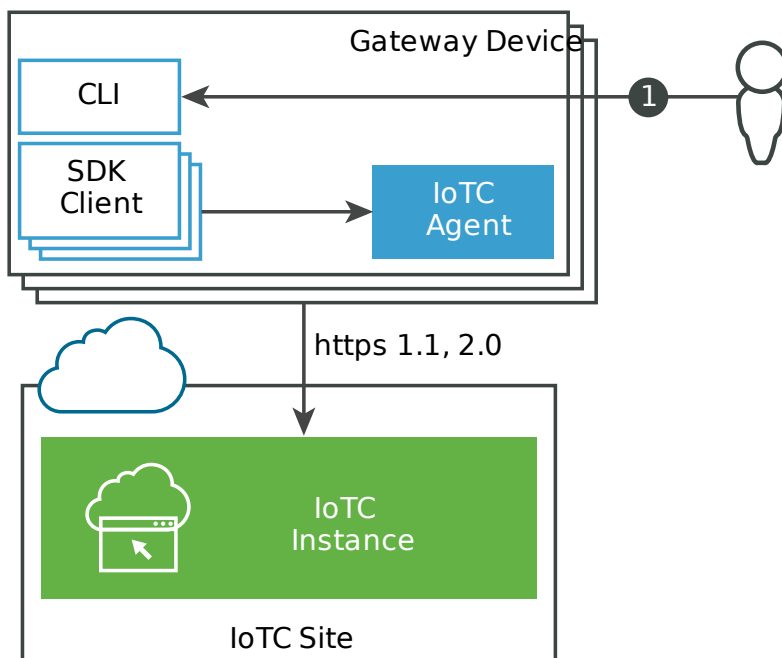 Gateway Device
CLI
1
SDK
Client
IoTC
Agent
https 1.1, 2.0
IoTC
Instance
IoTC Site